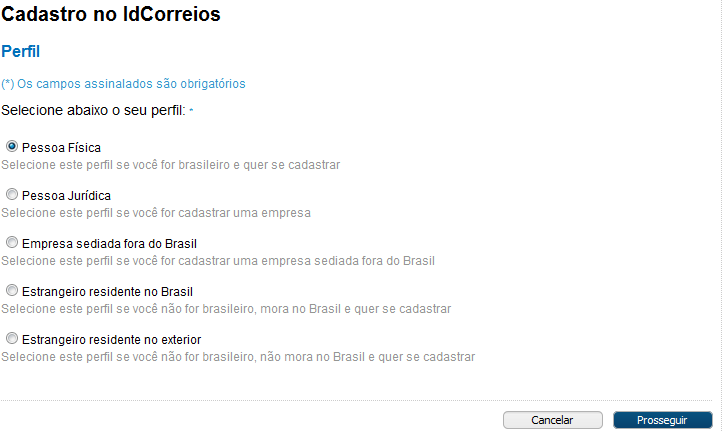 Cadastro no IdCorreios
Perfil
(*) Os campos assinalados são obrigatórios
Selecione abaixo o seu perfil: *
Pessoa Física
Selecione este perfil se você for brasileiro e quer se cadastrar
Pessoa Jurídica
Selecione este perfil se você for cadastrar uma empresa
Empresa sediada fora do Brasil
Selecione este perfil se você for cadastrar uma empresa sediada fora do Brasil
Estrangeiro residente no Brasil
Selecione este perfil se você não for brasileiro, mora no Brasil e quer se cadastrar
Estrangeiro residente no exterior
Selecione este perfil se você não for brasileiro, não mora no Brasil e quer se cadastrar
Cancelar Prosseguir